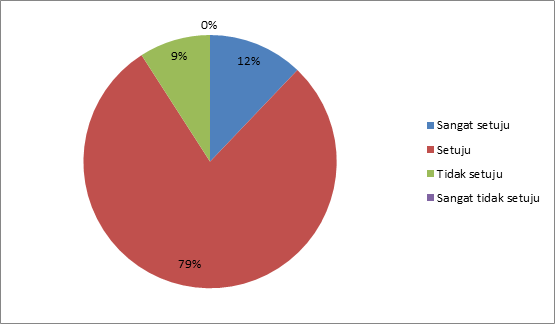 0%
12%
9%
79%
Sangat setuju
Setuju
Tidak setuju
Sangat tidak setuju